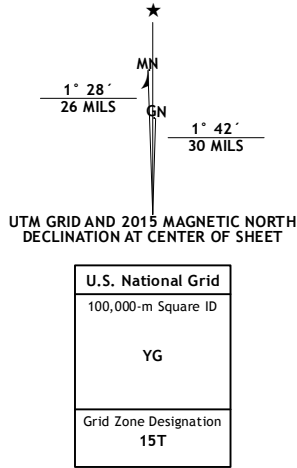 ★
MN
1° 28´
26 MILS
GN
1° 42´
30 MILS
UTM GRID AND 2015 MAGNETIC NORTH
DECLINATION AT CENTER OF SHEET
U.S. National Grid
100,000-m Square ID
YG
Grid Zone Designation
15T